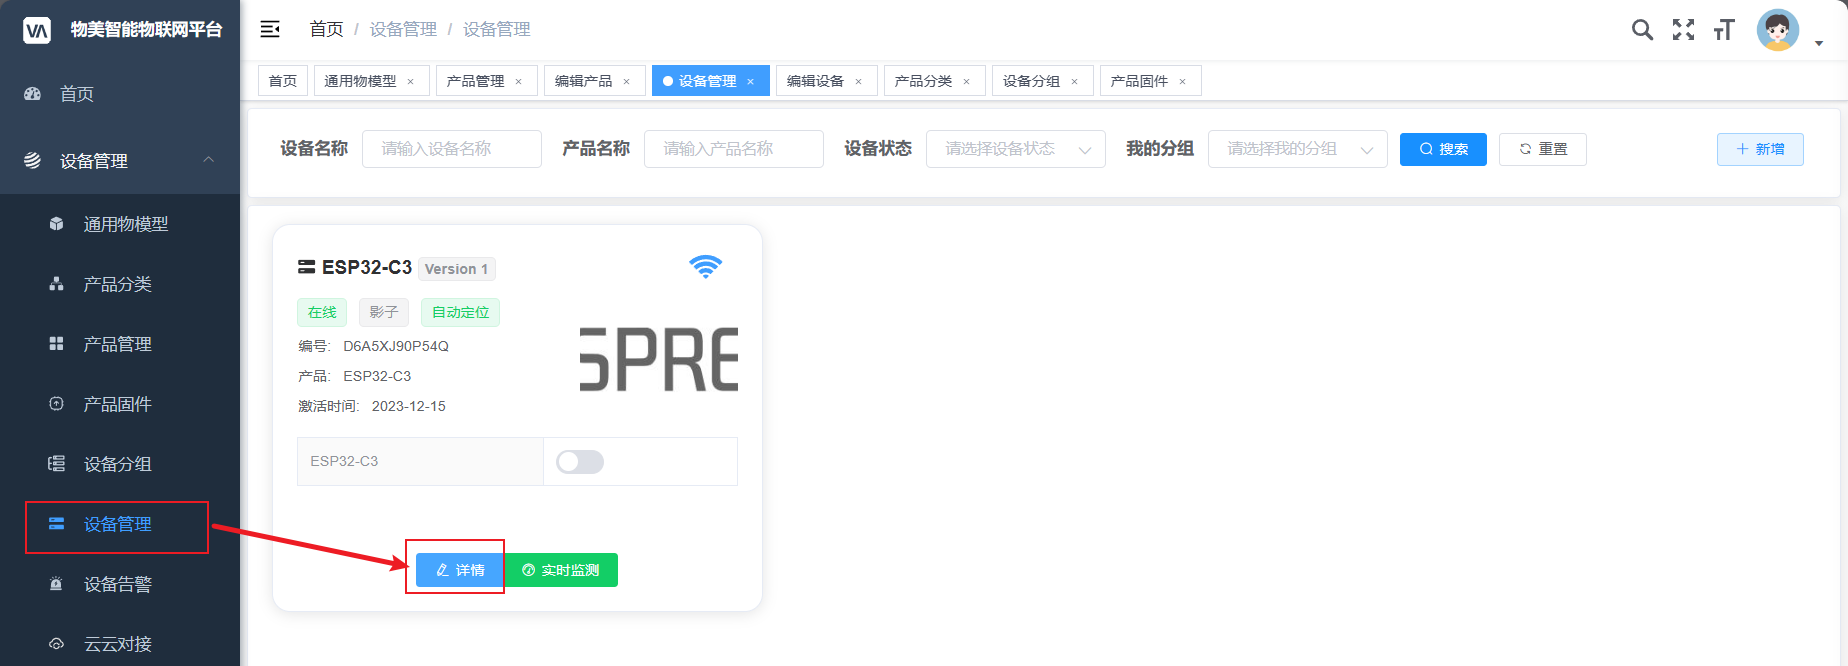 VA 物美智能物联网平台
首页
设备管理
通用物模型
产品分类
产品管理
产品固件
设备分组
设备管理
设备告警
云云对接
首页 / 设备管理 / 设备管理
首页 通用物模型 × 产品管理 × 编辑产品 × 设备管理 × 编辑设备 × 产品分类 × 设备分组 × 产品固件 ×
设备名称 请输入设备名称 产品名称 请输入产品名称 设备状态 请选择设备状态 我的分组 请选择我的分组 搜索 重置 新增
ESP32-C3 Version 1
在线 影子 自动定位
编号: D6A5XJ90P54Q
产品: ESP32-C3
激活时间: 2023-12-15
SPRE
ESP32-C3
详情 实时监测